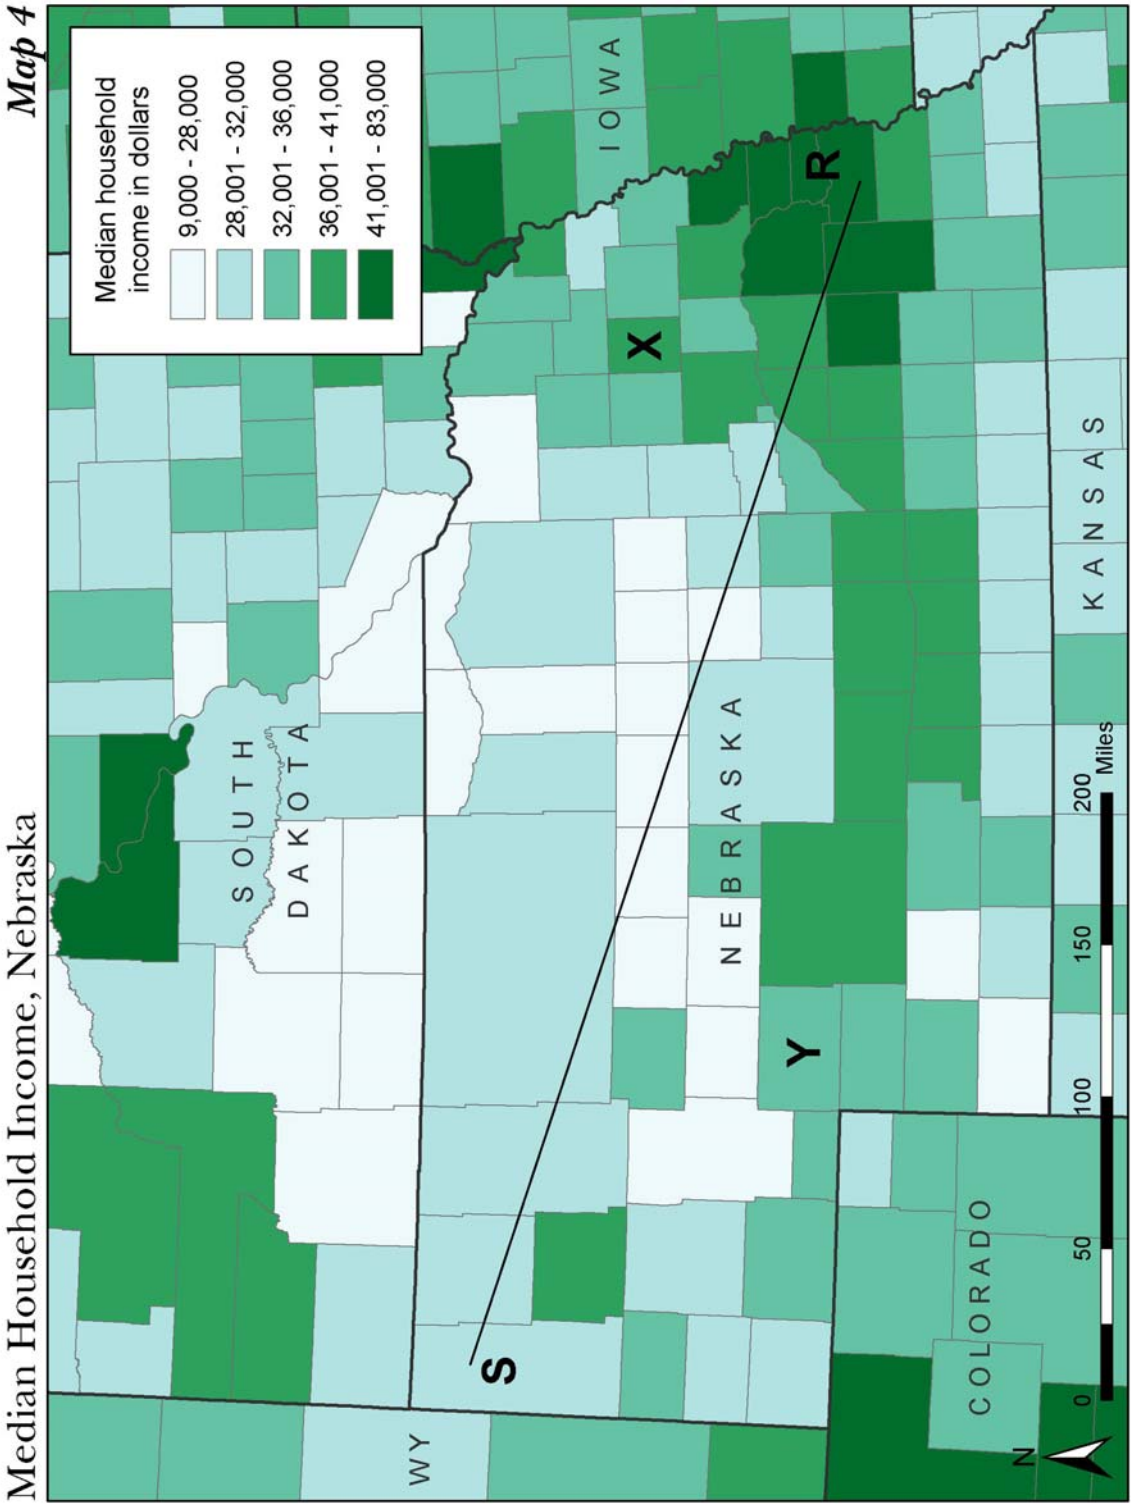 Median Household Income, Nebraska
Map 4
Median household
income in dollars
9,000 - 28,000
28,001 - 32,000
32,001 - 36,000
36,001 - 41,000
41,001 - 83,000
SOUTH
DAKOTA
WY
IOWA
S
X
NEBRASKA
Y
R
COLORADO
KANSAS
N
0 50 100 150 200
Miles